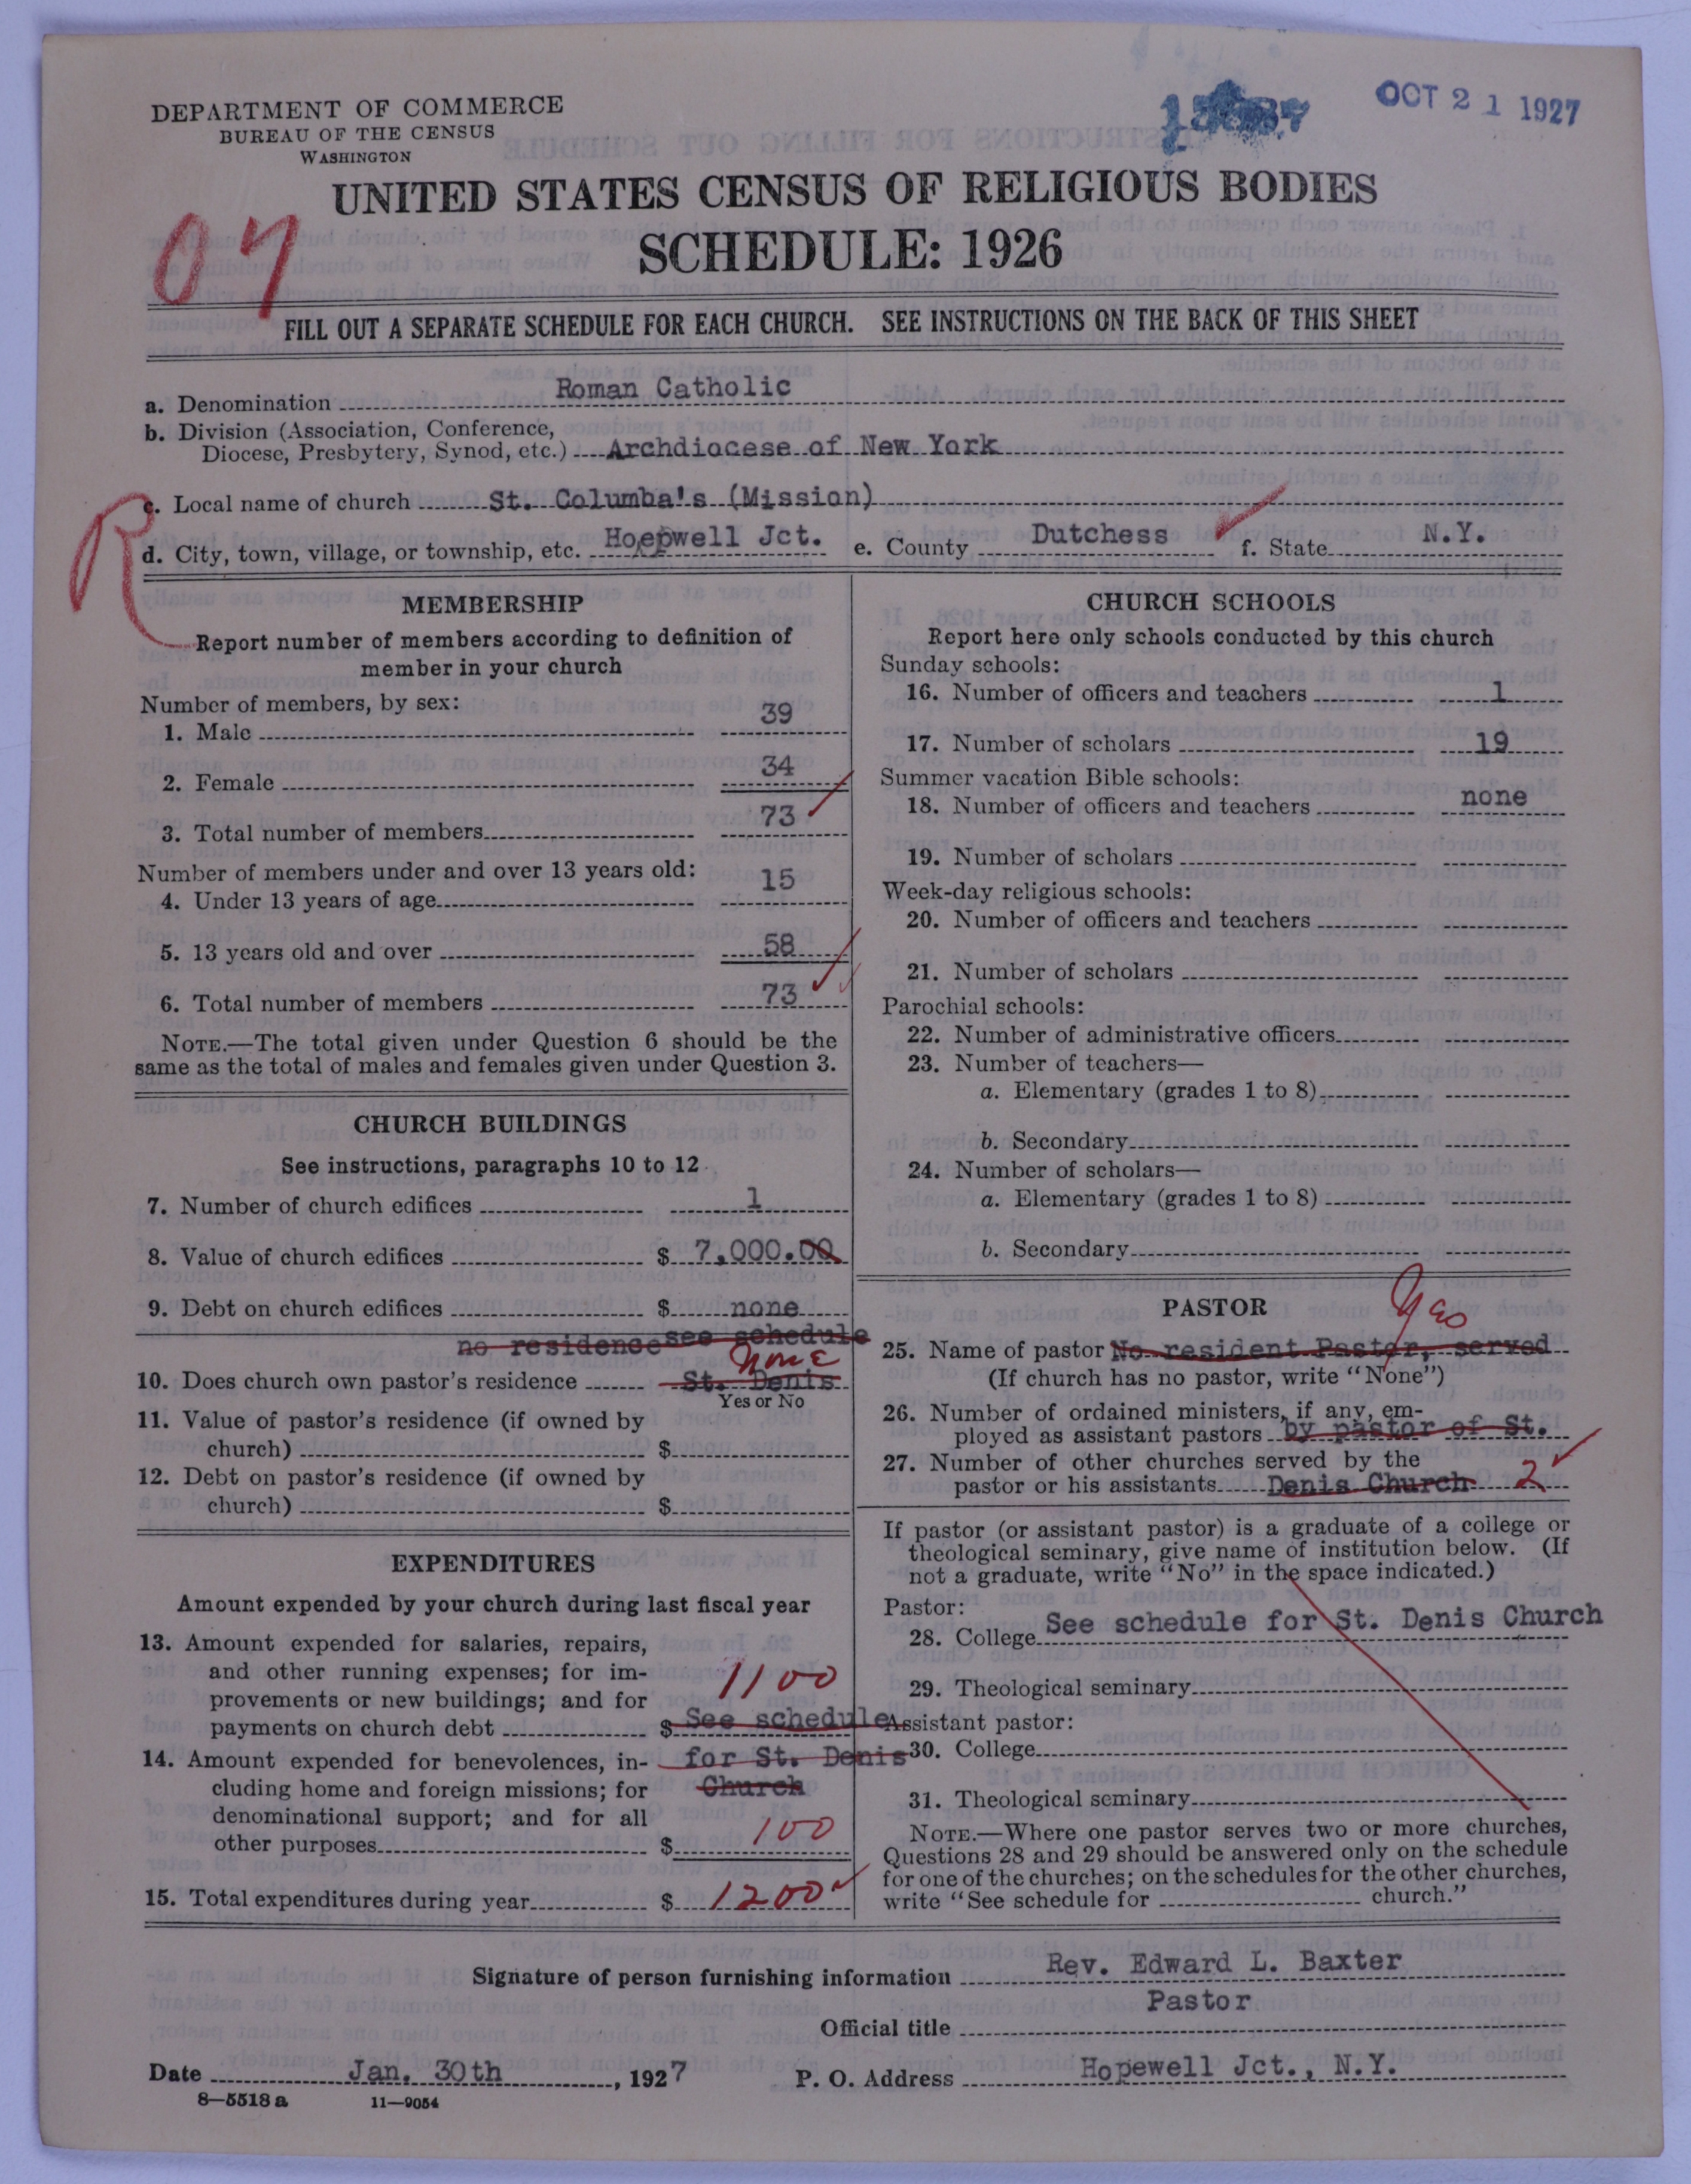 DEPARTMENT OF COMMERCE
BUREAU OF THE CENSUS
WASHINGTON
OCT 21 1927
UNITED STATES CENSUS OF RELIGIOUS BODIES
SCHEDULE: 1926
07
FILL OUT A SEPARATE SCHEDULE FOR EACH CHURCH. SEE INSTRUCTIONS ON THE BACK OF THIS SHEET
a. Denomination Roman Catholic
b. Division (Association, Conference,
Diocese, Presbytery, Synod, etc.) Archdiocese of New York
R
c. Local name of church St. Columba's (Mission)
d. City, town, village, or township, etc. Hoepwell Jct. e. County Dutchess f. State N.Y.
MEMBERSHIP
Report number of members according to definition of
member in your church
Number of members, by sex:
1. Male 39
2. Female 34
3. Total number of members 73
Number of members under and over 13 years old:
4. Under 13 years of age 15
5. 13 years old and over 58
6. Total number of members 73
NOTE.—The total given under Question 6 should be the
same as the total of males and females given under Question 3.
CHURCH BUILDINGS
See instructions, paragraphs 10 to 12
7. Number of church edifices 1
8. Value of church edifices $ 7,000.00
9. Debt on church edifices $ none
no residence see schedule
none
10. Does church own pastor's residence St. Denis
Yes or No
11. Value of pastor's residence (if owned by
church) $
12. Debt on pastor's residence (if owned by
church) $
EXPENDITURES
Amount expended by your church during last fiscal year
13. Amount expended for salaries, repairs,
and other running expenses; for im-
provements or new buildings; and for 1100
payments on church debt $ See schedule
14. Amount expended for benevolences, in- for St. Denis
cluding home and foreign missions; for Church
denominational support; and for all
other purposes $ 100
15. Total expenditures during year $ 1200
CHURCH SCHOOLS
Report here only schools conducted by this church
Sunday schools:
16. Number of officers and teachers 1
17. Number of scholars 19
Summer vacation Bible schools:
18. Number of officers and teachers none
19. Number of scholars
Week-day religious schools:
20. Number of officers and teachers
21. Number of scholars
Parochial schools:
22. Number of administrative officers
23. Number of teachers—
a. Elementary (grades 1 to 8)
b. Secondary
24. Number of scholars—
a. Elementary (grades 1 to 8)
b. Secondary
PASTOR
Yes
25. Name of pastor No resident Pastor, served
(If church has no pastor, write "None")
26. Number of ordained ministers, if any, em-
ployed as assistant pastors by pastor of St.
27. Number of other churches served by the
pastor or his assistants Denis Church 2
If pastor (or assistant pastor) is a graduate of a college or
theological seminary, give name of institution below. (If
not a graduate, write "No" in the space indicated.)
Pastor:
28. College See schedule for St. Denis Church
29. Theological seminary
Assistant pastor:
30. College
31. Theological seminary
NOTE.—Where one pastor serves two or more churches,
Questions 28 and 29 should be answered only on the schedule
for one of the churches; on the schedules for the other churches,
write "See schedule for church."
Signature of person furnishing information Rev. Edward L. Baxter
Official title Pastor
Date Jan. 30th, 1927 P. O. Address Hopewell Jct., N.Y.
8—5518 a 11—9054